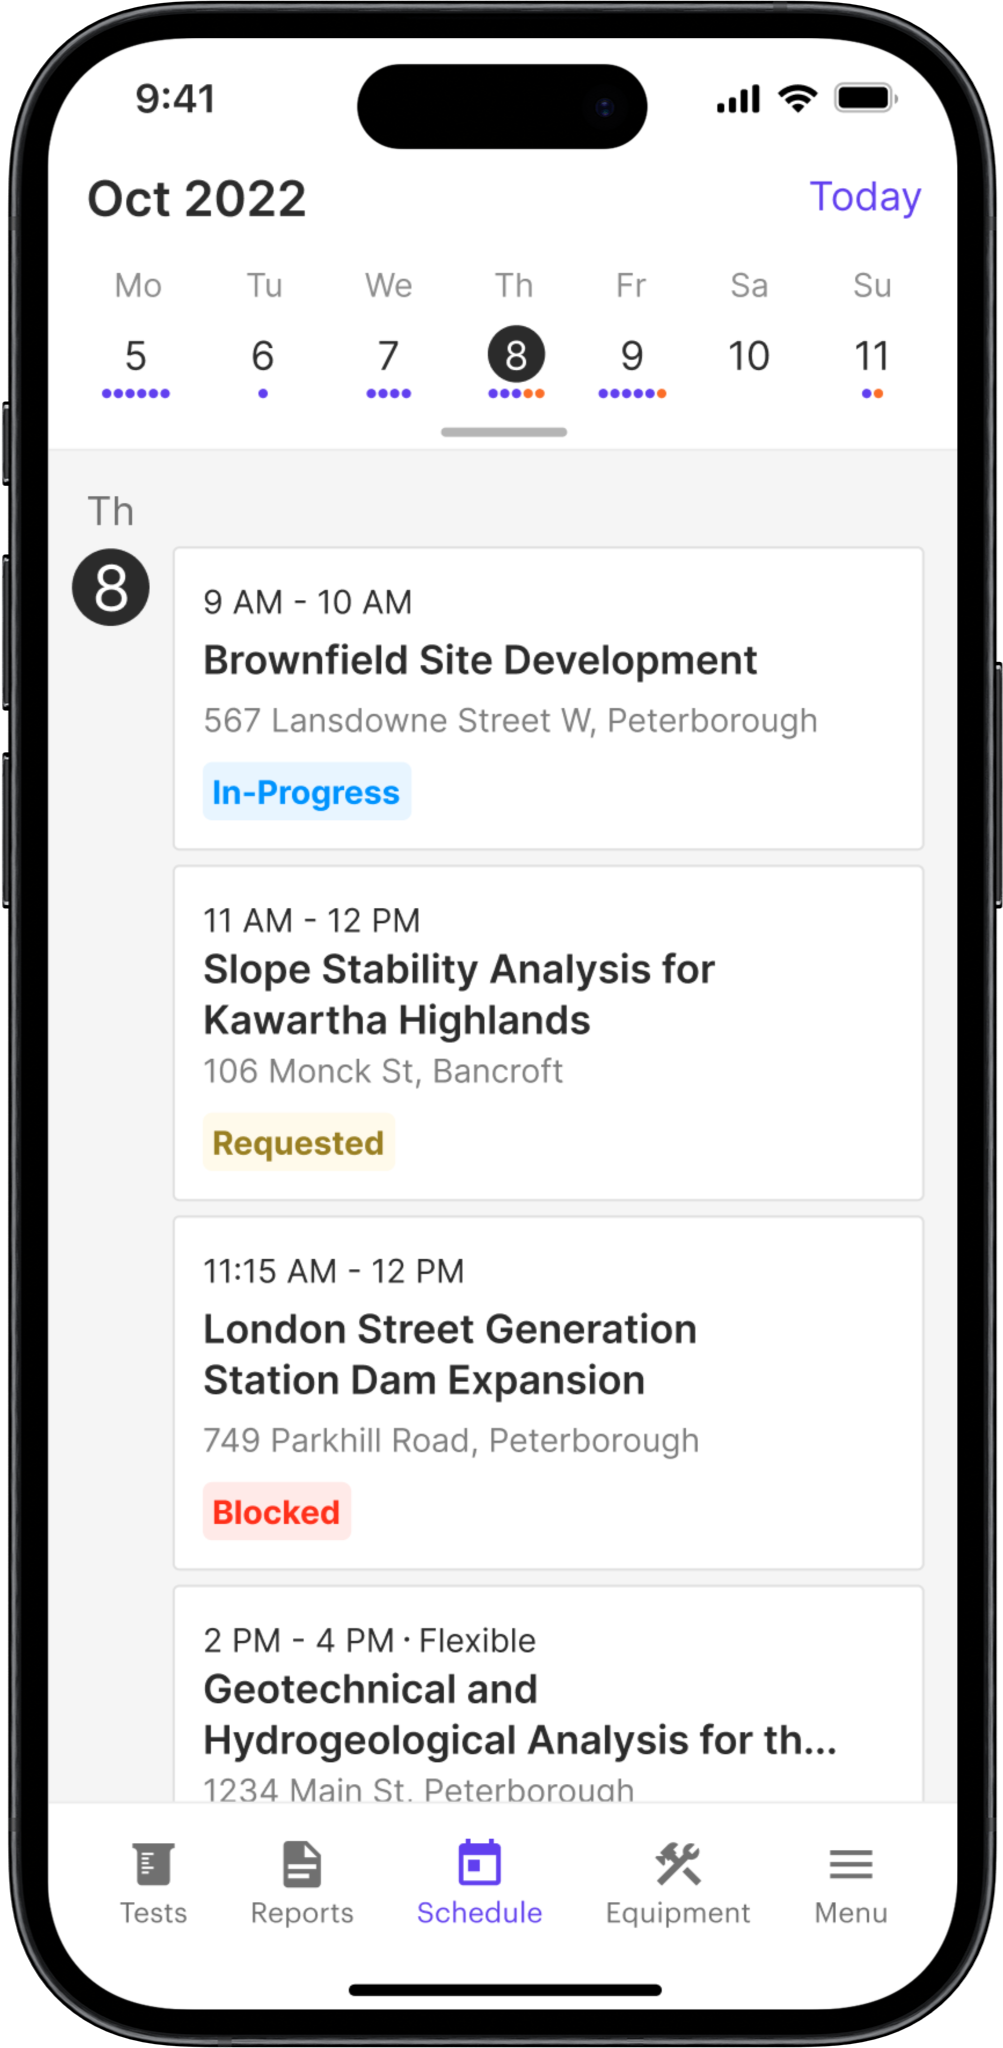 9:41
Oct 2022
Today
Mo Tu We Th Fr Sa Su
5 6 7 8 9 10 11
Th
8
9 AM - 10 AM
Brownfield Site Development
567 Lansdowne Street W, Peterborough
In-Progress
11 AM - 12 PM
Slope Stability Analysis for
Kawartha Highlands
106 Monck St, Bancroft
Requested
11:15 AM - 12 PM
London Street Generation
Station Dam Expansion
749 Parkhill Road, Peterborough
Blocked
2 PM - 4 PM · Flexible
Geotechnical and
Hydrogeological Analysis for th...
1234 Main St, Peterborough
Tests Reports Schedule Equipment Menu